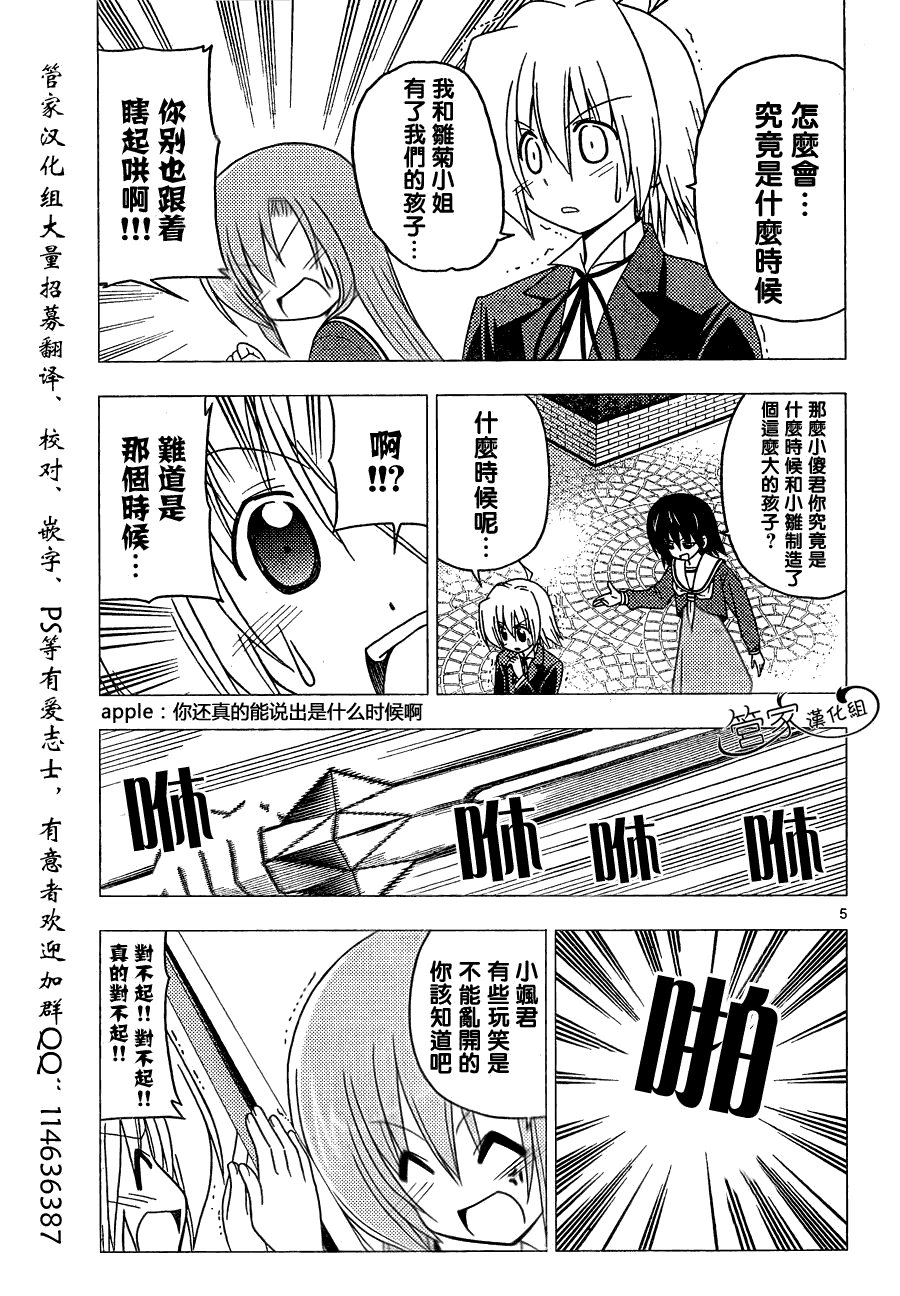 怎麼會…
究竟是什麼時候
我和雛菊小姐
有了我們的孩子…
你别也跟着
瞎起哄啊!!!
那麼小傻君你究竟是
什麼時候和小雛制造了
個這麼大的孩子?
什麼時候呢…
啊!!?
難道是
那個時候…
apple：你还真的能说出是什么时候啊
管家漢化組
咻
咻
咻
咻
5
啪
小颯君
有些玩笑是
不能亂開的
你該知道吧
對不起!! 對不起!!
真的對不起!!
管家汉化组大量招募翻译、校对、嵌字、PS等有爱志士，有意者欢迎加群QQ：114636387